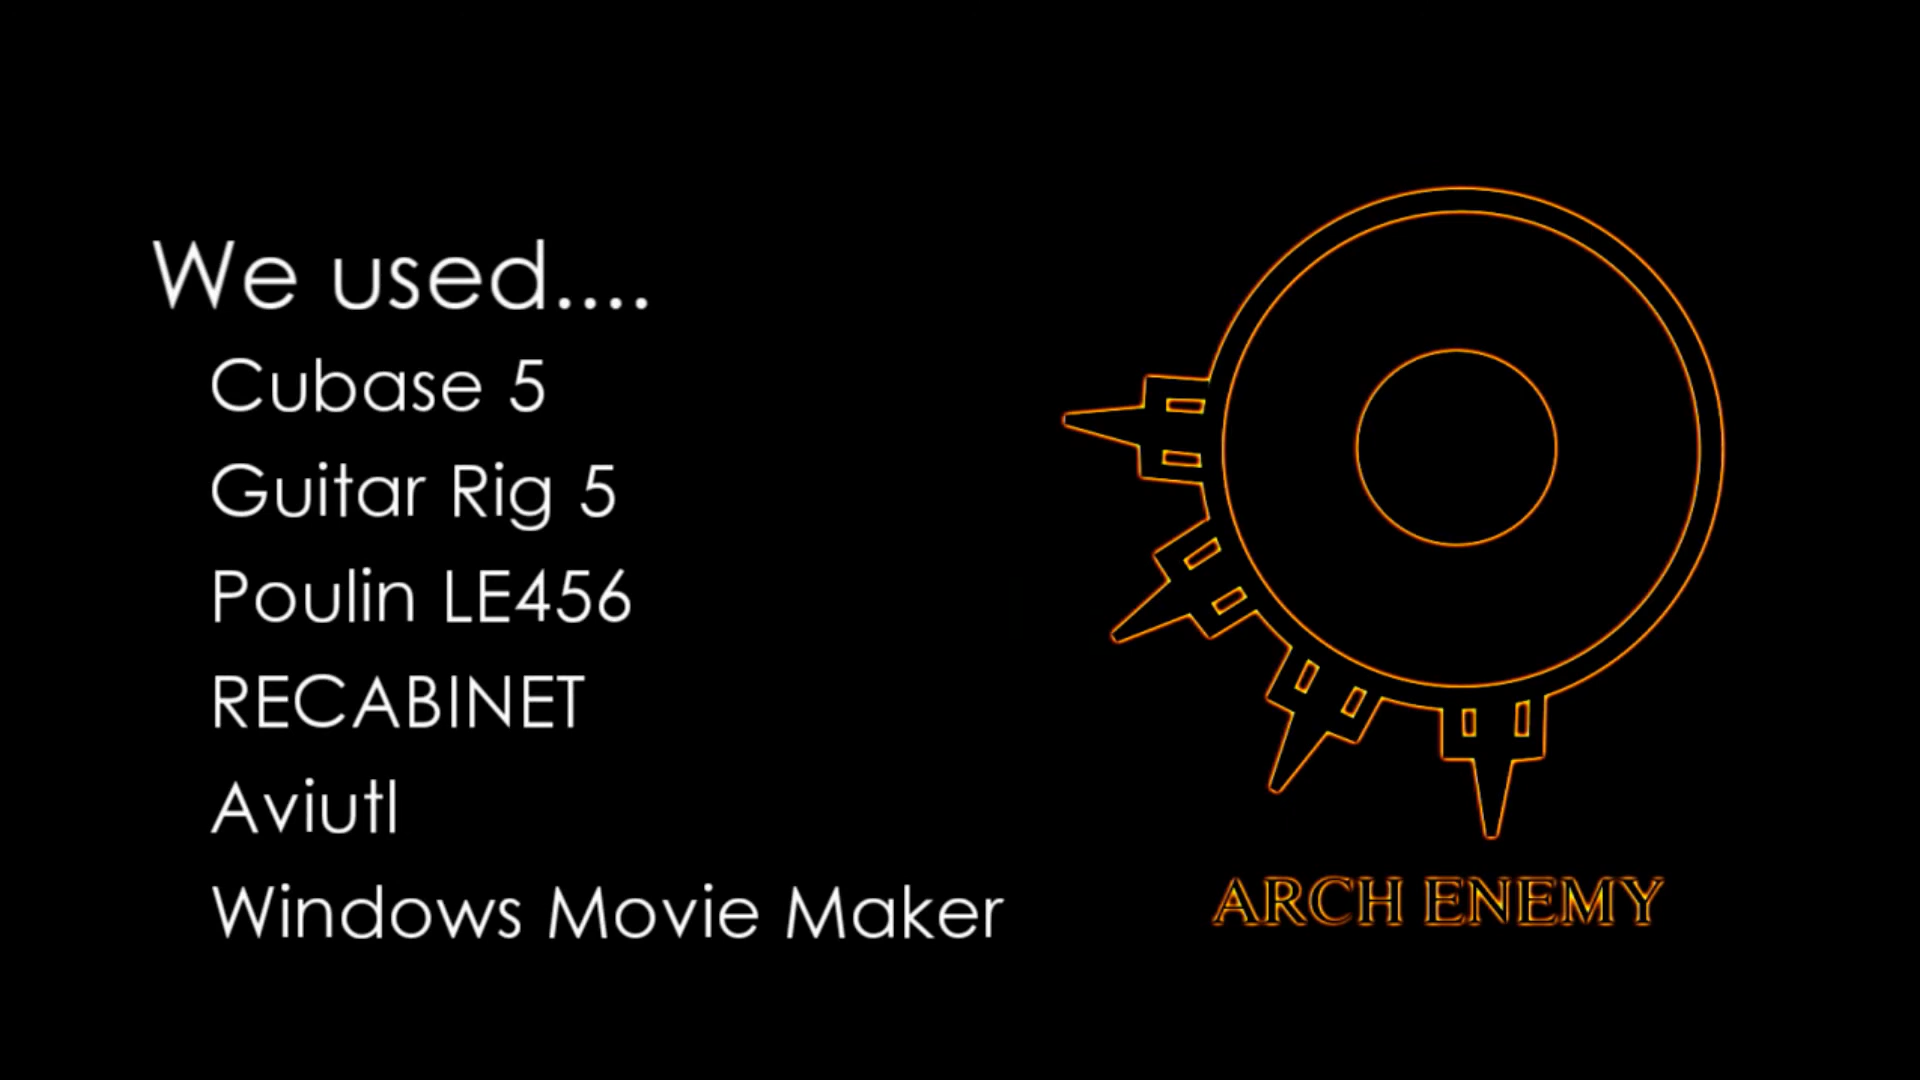 We used....
Cubase 5
Guitar Rig 5
Poulin LE456
RECABINET
Aviutl
Windows Movie Maker
ARCH ENEMY